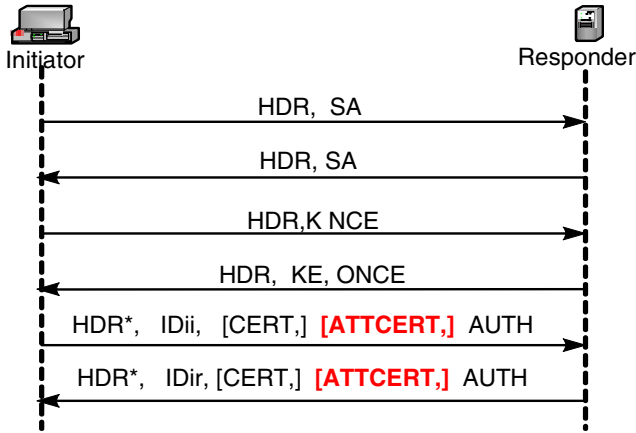 Initiator
Responder
HDR, SA
HDR, SA
HDR,K NCE
HDR, KE, ONCE
HDR*, IDii, [CERT,] [ATTCERT,] AUTH
HDR*, IDir, [CERT,] [ATTCERT,] AUTH